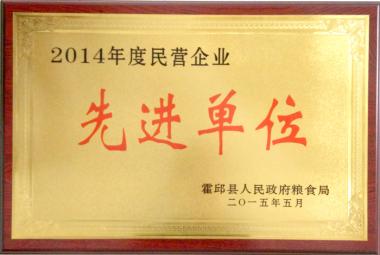 2014年度民营企业
先进单位
霍邱县人民政府粮食局
二〇一五年五月